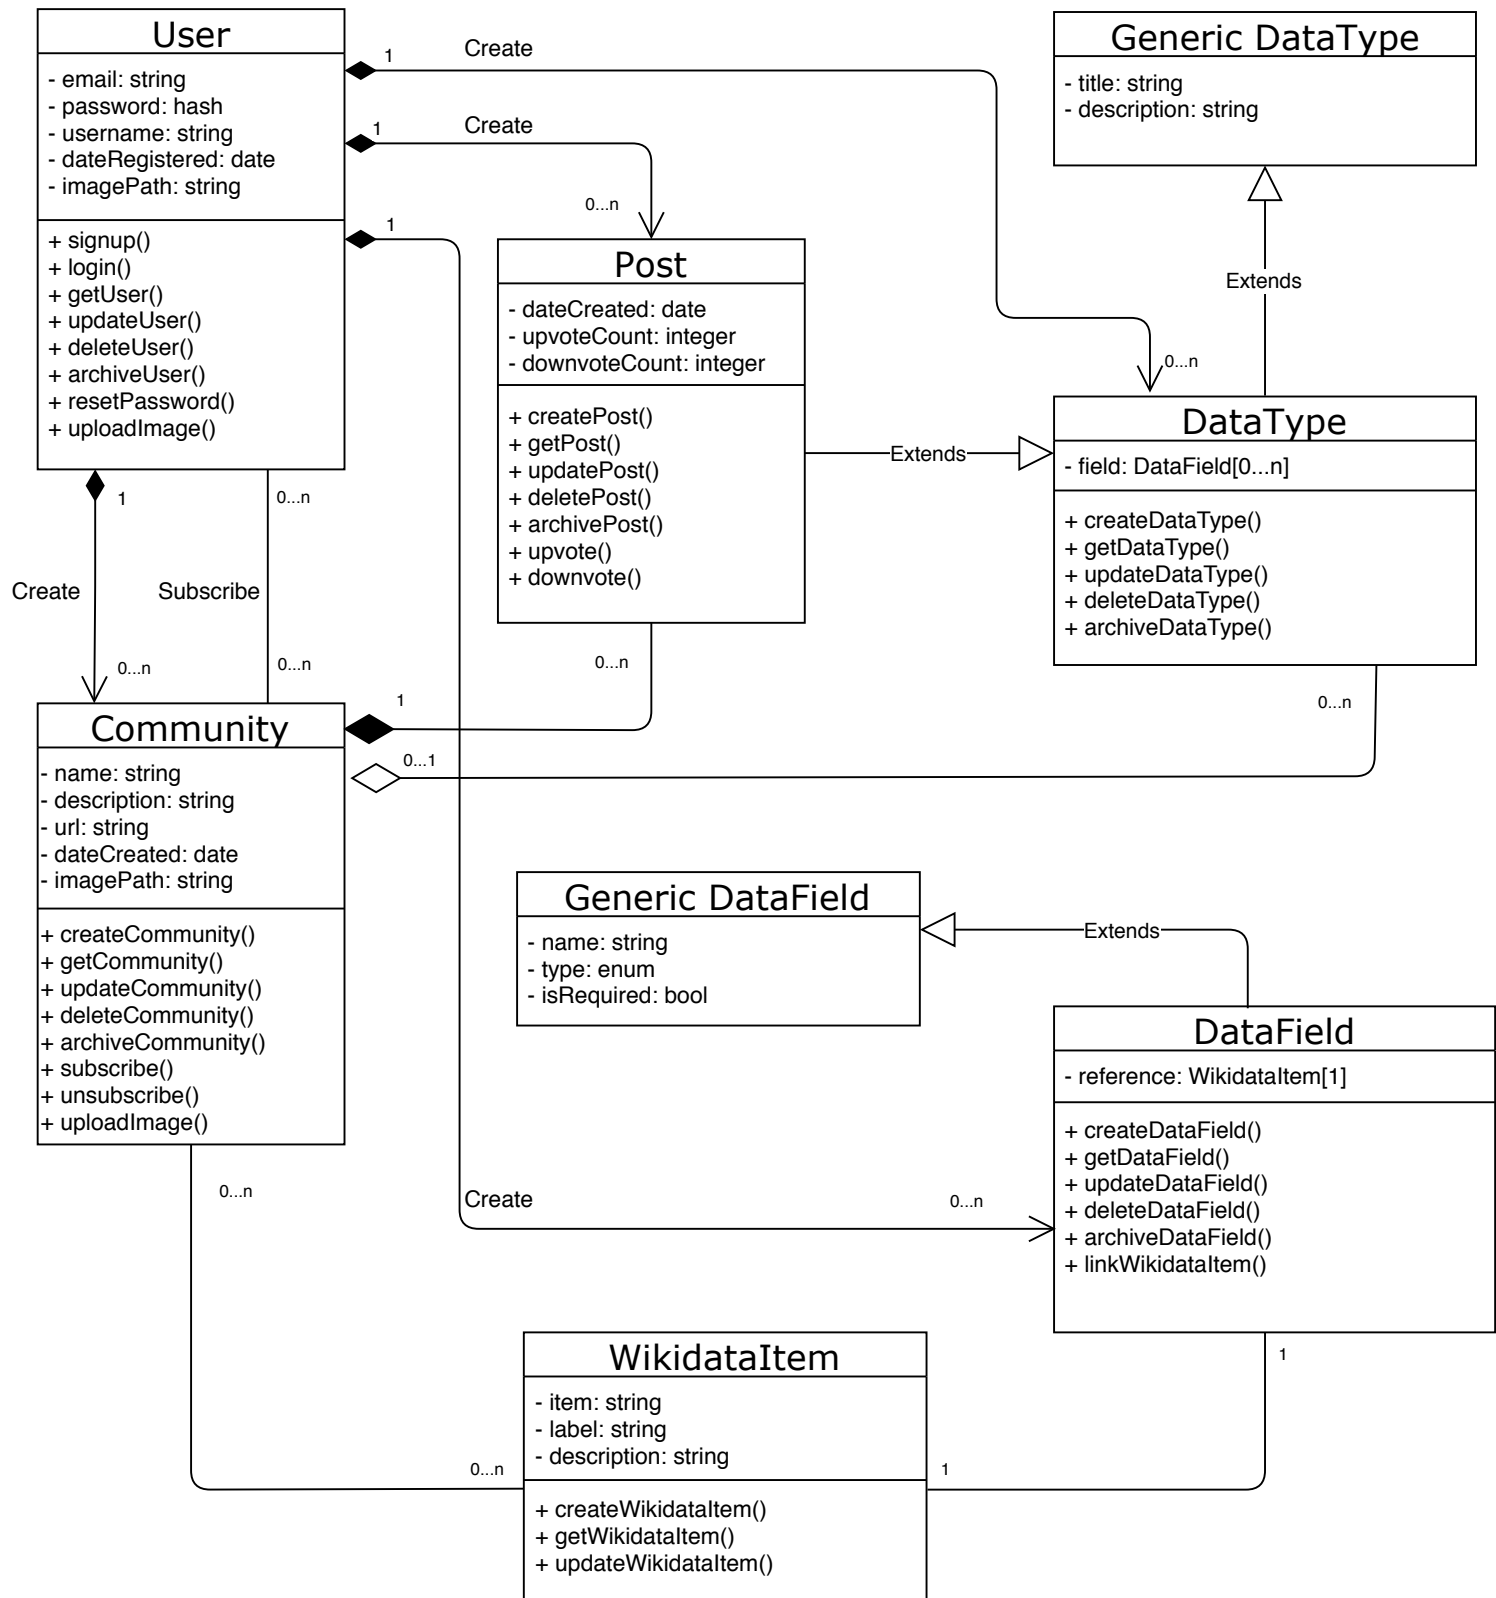 User
- email: string
- password: hash
- username: string
- dateRegistered: date
- imagePath: string
+ signup()
+ login()
+ getUser()
+ updateUser()
+ deleteUser()
+ archiveUser()
+ resetPassword()
+ uploadImage()
1
Create
1
Create
1
0...n
0...n
Generic DataType
- title: string
- description: string
Extends
Post
- dateCreated: date
- upvoteCount: integer
- downvoteCount: integer
+ createPost()
+ getPost()
+ updatePost()
+ deletePost()
+ archivePost()
+ upvote()
+ downvote()
Extends
DataType
- field: DataField[0...n]
+ createDataType()
+ getDataType()
+ updateDataType()
+ deleteDataType()
+ archiveDataType()
1
0...n
Create
Subscribe
0...n
0...n
0...n
1
0...n
0...1
Community
- name: string
- description: string
- url: string
- dateCreated: date
- imagePath: string
+ createCommunity()
+ getCommunity()
+ updateCommunity()
+ deleteCommunity()
+ archiveCommunity()
+ subscribe()
+ unsubscribe()
+ uploadImage()
Generic DataField
- name: string
- type: enum
- isRequired: bool
Extends
DataField
- reference: WikidataItem[1]
+ createDataField()
+ getDataField()
+ updateDataField()
+ deleteDataField()
+ archiveDataField()
+ linkWikidataItem()
0...n
Create
0...n
1
WikidataItem
- item: string
- label: string
- description: string
+ createWikidataItem()
+ getWikidataItem()
+ updateWikidataItem()
0...n
1